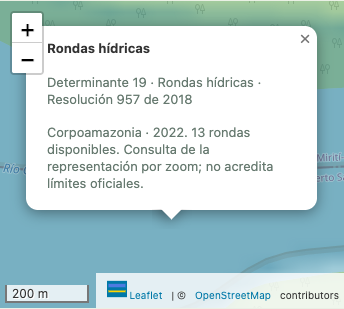 +
−
Rondas hídricas
×
Determinante 19 · Rondas hídricas ·
Resolución 957 de 2018
Corpoamazonia · 2022. 13 rondas
disponibles. Consulta de la
representación por zoom; no acredita
límites oficiales.
Miriti-
200 m
Leaflet | © OpenStreetMap contributors